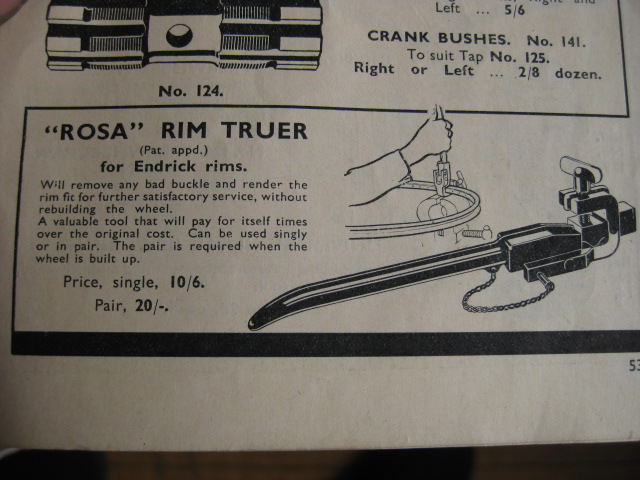 Left ... 5/6
CRANK BUSHES. No. 141.
To suit Tap No. 125.
Right or Left ... 2/8 dozen.
No. 124.
“ROSA” RIM TRUER
(Pat. appd.)
for Endrick rims.
Will remove any bad buckle and render the
rim fit for further satisfactory service, without
rebuilding the wheel.
A valuable tool that will pay for itself times
over the original cost. Can be used singly
or in pair. The pair is required when the
wheel is built up.
Price, single, 10/6.
Pair, 20/-.